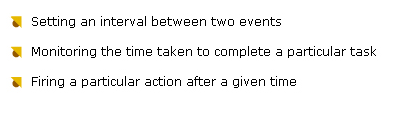 Setting an interval between two events
Monitoring the time taken to complete a particular task
Firing a particular action after a given time